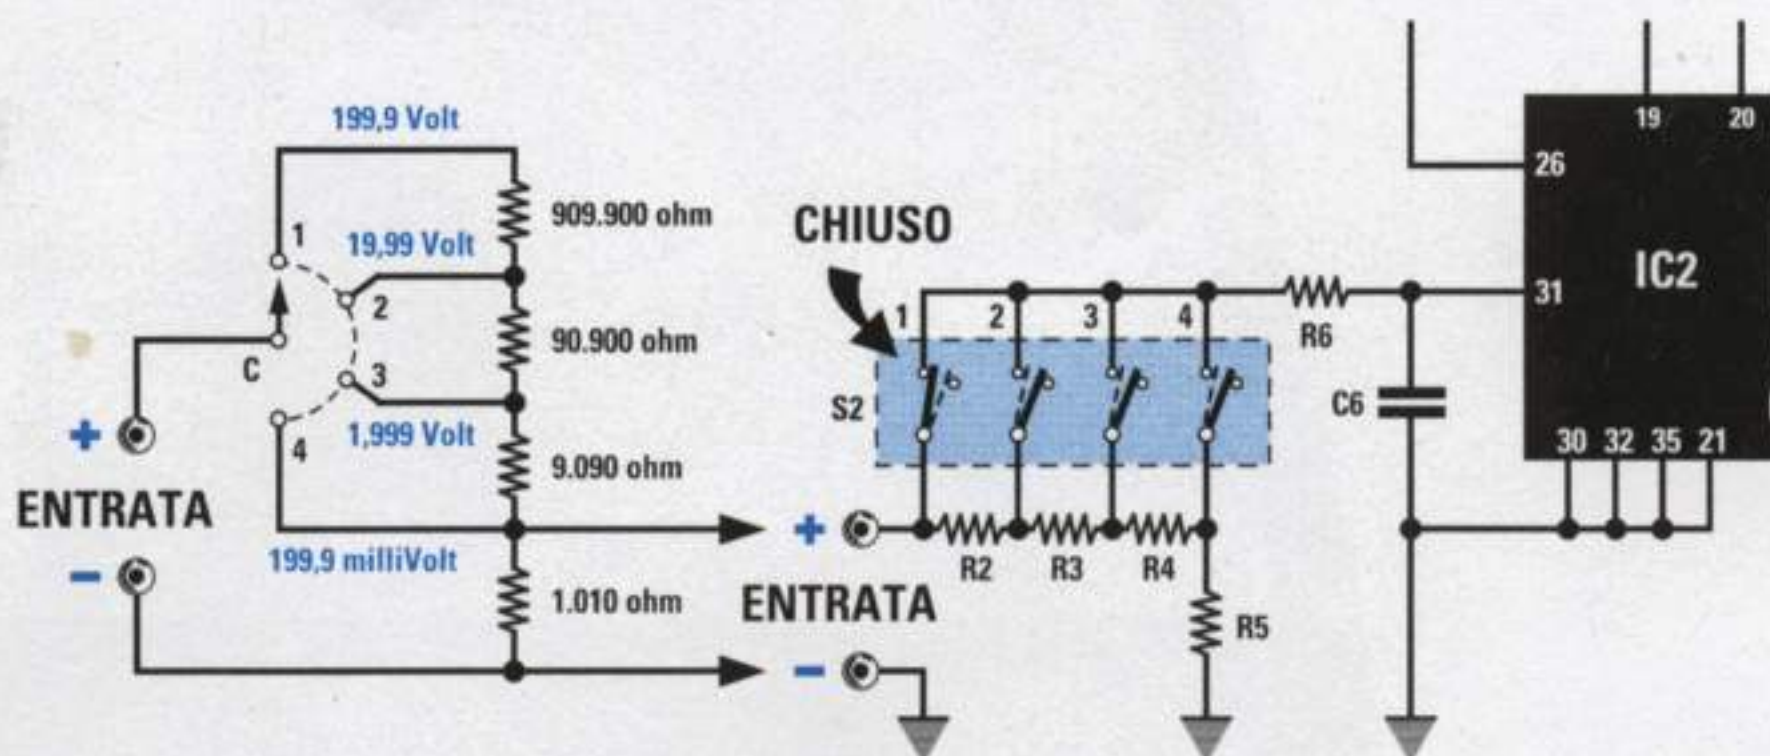 199,9 Volt
909.900 ohm
1
19,99 Volt
2
90.900 ohm
C
3
1,999 Volt
4
9.090 ohm
+
ENTRATA
−
199,9 milliVolt
1.010 ohm
CHIUSO
1 2 3 4
S2
R6
C6
+
R2 R3 R4
ENTRATA
R5
−
19 20
26
IC2
31
30 32 35 21